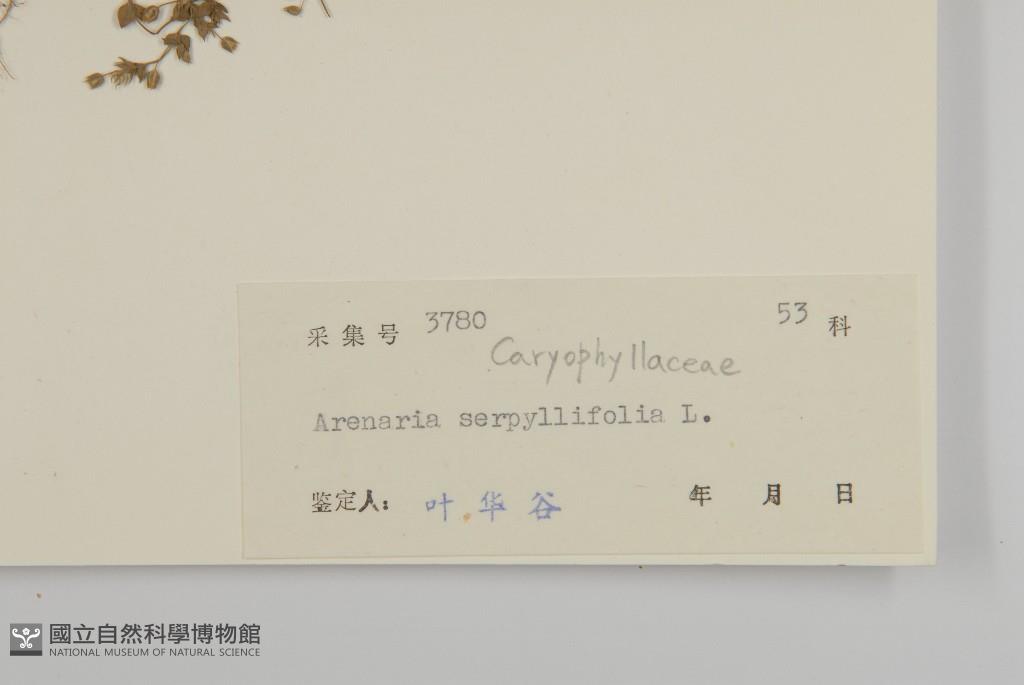 采集号 3780 53 科
Caryophyllaceae
Arenaria serpyllifolia L.
鉴定人: 叶华谷 年 月 日
國立自然科學博物館
NATIONAL MUSEUM OF NATURAL SCIENCE